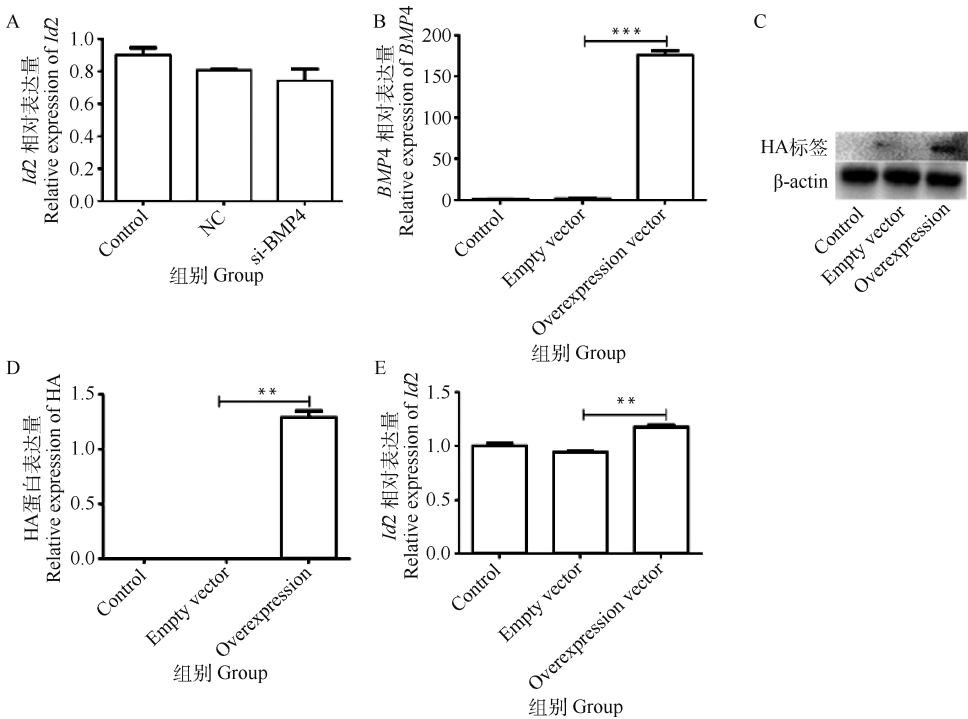 A
Id2 相对表达量
Relative expression of Id2
1.0
0.8
0.6
0.4
0.2
0.0
Control
NC
si-BMP4
组别 Group
B
BMP4 相对表达量
Relative expression of BMP4
200
150
100
50
0
***
Control
Empty vector
Overexpression vector
组别 Group
C
HA标签
β-actin
Control
Empty vector
Overexpression
D
HA蛋白表达量
Relative expression of HA
1.5
1.0
0.5
0.0
**
Control
Empty vector
Overexpression
组别 Group
E
Id2 相对表达量
Relative expression of Id2
1.5
1.0
0.5
0.0
**
Control
Empty vector
Overexpression vector
组别 Group